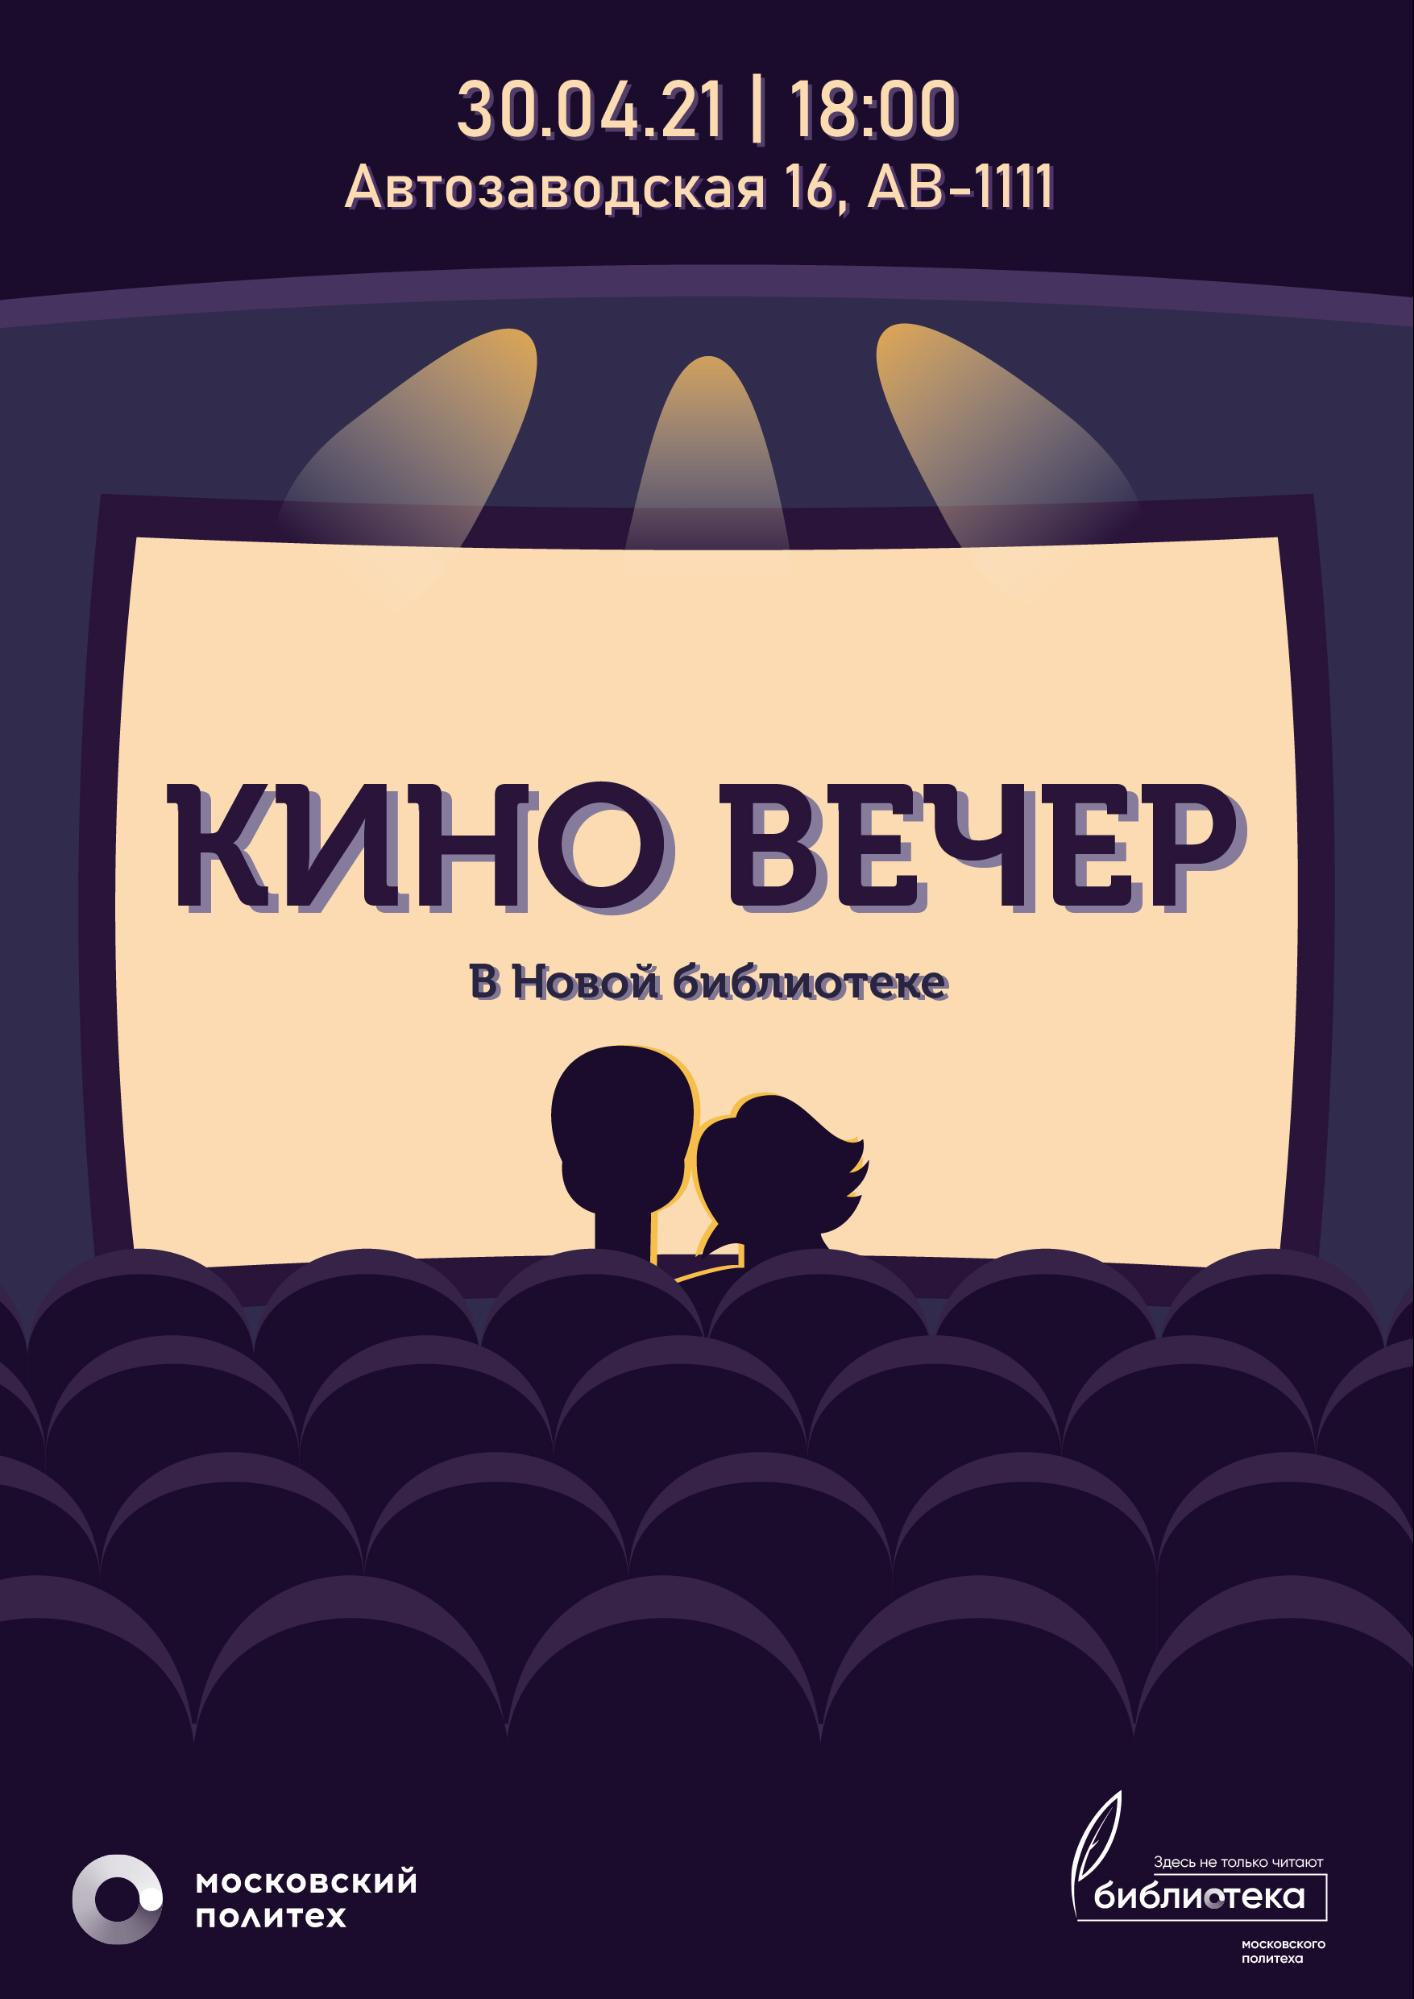 30.04.21 | 18:00
Автозаводская 16, АВ-1111
КИНО ВЕЧЕР
В Новой библиотеке
московский
политех
Здесь не только читают
библиотека
московского
политеха